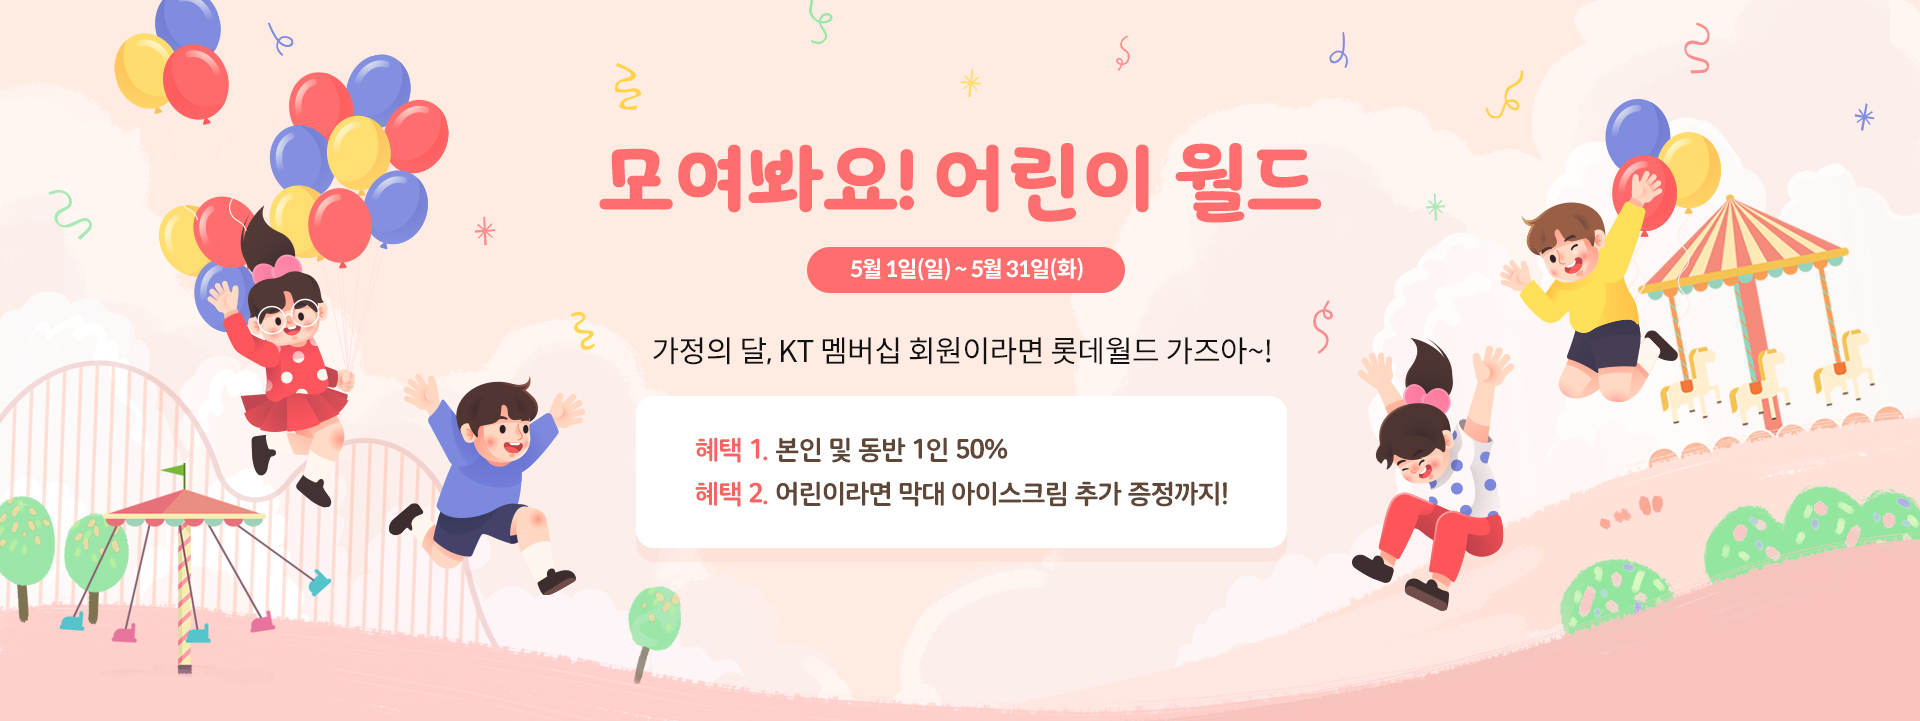 모여봐요! 어린이 월드
5월 1일(일) ~ 5월 31일(화)
가정의 달, KT 멤버십 회원이라면 롯데월드 가즈아~!
혜택 1. 본인 및 동반 1인 50%
혜택 2. 어린이라면 막대 아이스크림 추가 증정까지!